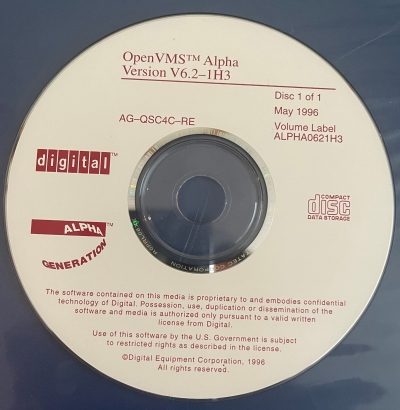 OpenVMS™ Alpha
Version V6.2–1H3
Disc 1 of 1
May 1996
AG–QSC4C–RE
Volume Label
ALPHA0621H3
digital™
COMPACT
disc
DATA STORAGE
ALPHA™
GENERATION
The software contained on this media is proprietary to and embodies confidential
technology of Digital. Possession, use, duplication or dissemination of the
software and media is authorized only pursuant to a valid written
license from Digital.
Use of this software by the U.S. Government is subject
to restricted rights as described in the license.
©Digital Equipment Corporation, 1996
All rights reserved.